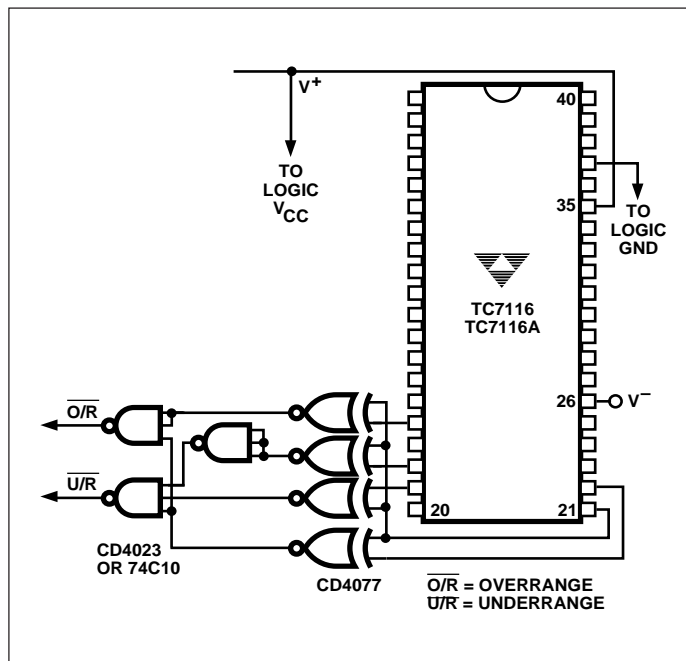 V+
TO
LOGIC
VCC
40
35
TO
LOGIC
GND
TC7116
TC7116A
26
V–
O/R
U/R
20
21
CD4023
OR 74C10
CD4077
O/R = OVERRANGE
U/R = UNDERRANGE